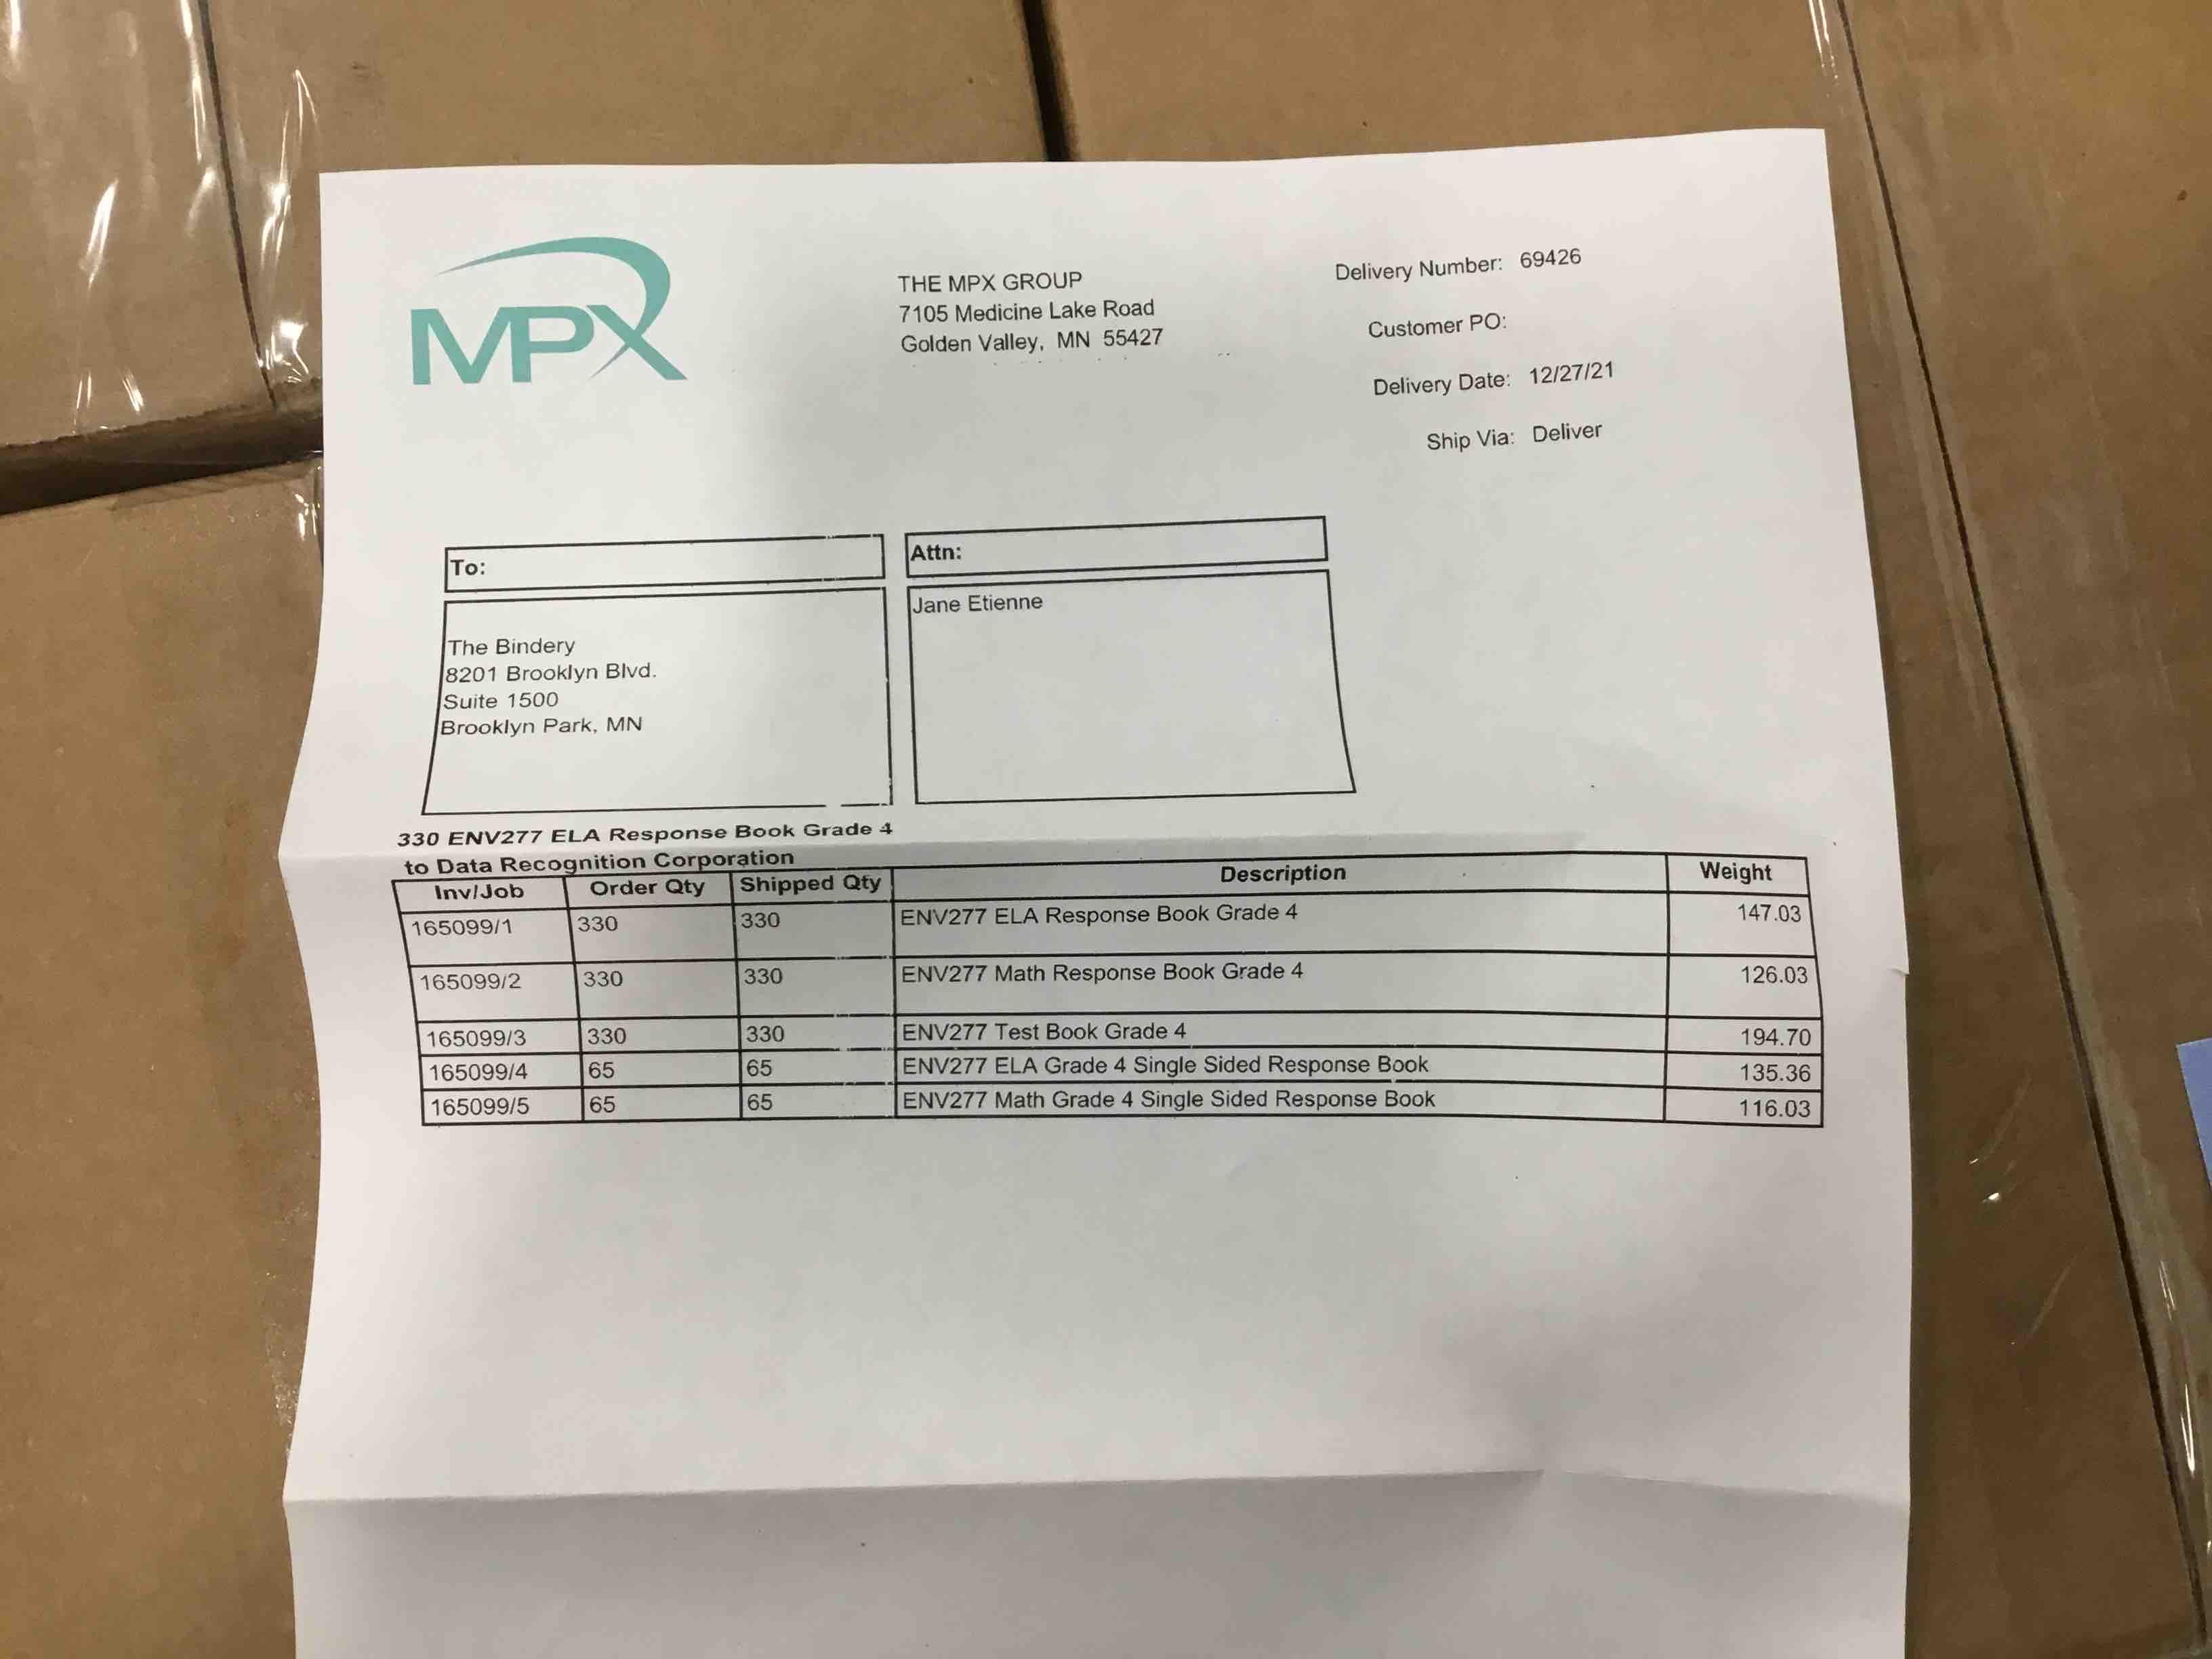 MPX
THE MPX GROUP
7105 Medicine Lake Road
Golden Valley, MN 55427
Delivery Number: 69426
Customer PO:
Delivery Date: 12/27/21
Ship Via: Deliver
To:
The Bindery
8201 Brooklyn Blvd.
Suite 1500
Brooklyn Park, MN
Attn:
Jane Etienne
330 ENV277 ELA Response Book Grade 4
to Data Recognition Corporation
Inv/Job Order Qty Shipped Qty Description Weight
165099/1 330 330 ENV277 ELA Response Book Grade 4 147.03
165099/2 330 330 ENV277 Math Response Book Grade 4 126.03
165099/3 330 330 ENV277 Test Book Grade 4 194.70
165099/4 65 65 ENV277 ELA Grade 4 Single Sided Response Book 135.36
165099/5 65 65 ENV277 Math Grade 4 Single Sided Response Book 116.03